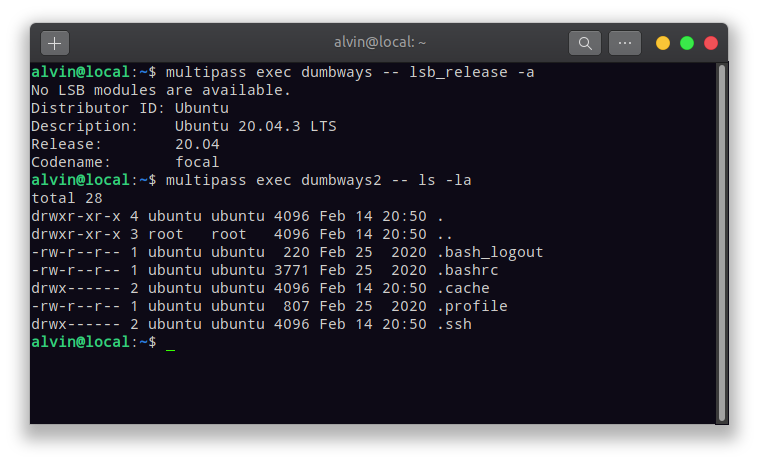 alvin@local: ~
alvin@local:~$ multipass exec dumbways -- lsb_release -a
No LSB modules are available.
Distributor ID: Ubuntu
Description:    Ubuntu 20.04.3 LTS
Release:        20.04
Codename:       focal
alvin@local:~$ multipass exec dumbways2 -- ls -la
total 28
drwxr-xr-x 4 ubuntu ubuntu 4096 Feb 14 20:50 .
drwxr-xr-x 3 root   root   4096 Feb 14 20:50 ..
-rw-r--r-- 1 ubuntu ubuntu  220 Feb 25  2020 .bash_logout
-rw-r--r-- 1 ubuntu ubuntu 3771 Feb 25  2020 .bashrc
drwx------ 2 ubuntu ubuntu 4096 Feb 14 20:50 .cache
-rw-r--r-- 1 ubuntu ubuntu  807 Feb 25  2020 .profile
drwx------ 2 ubuntu ubuntu 4096 Feb 14 20:50 .ssh
alvin@local:~$ _